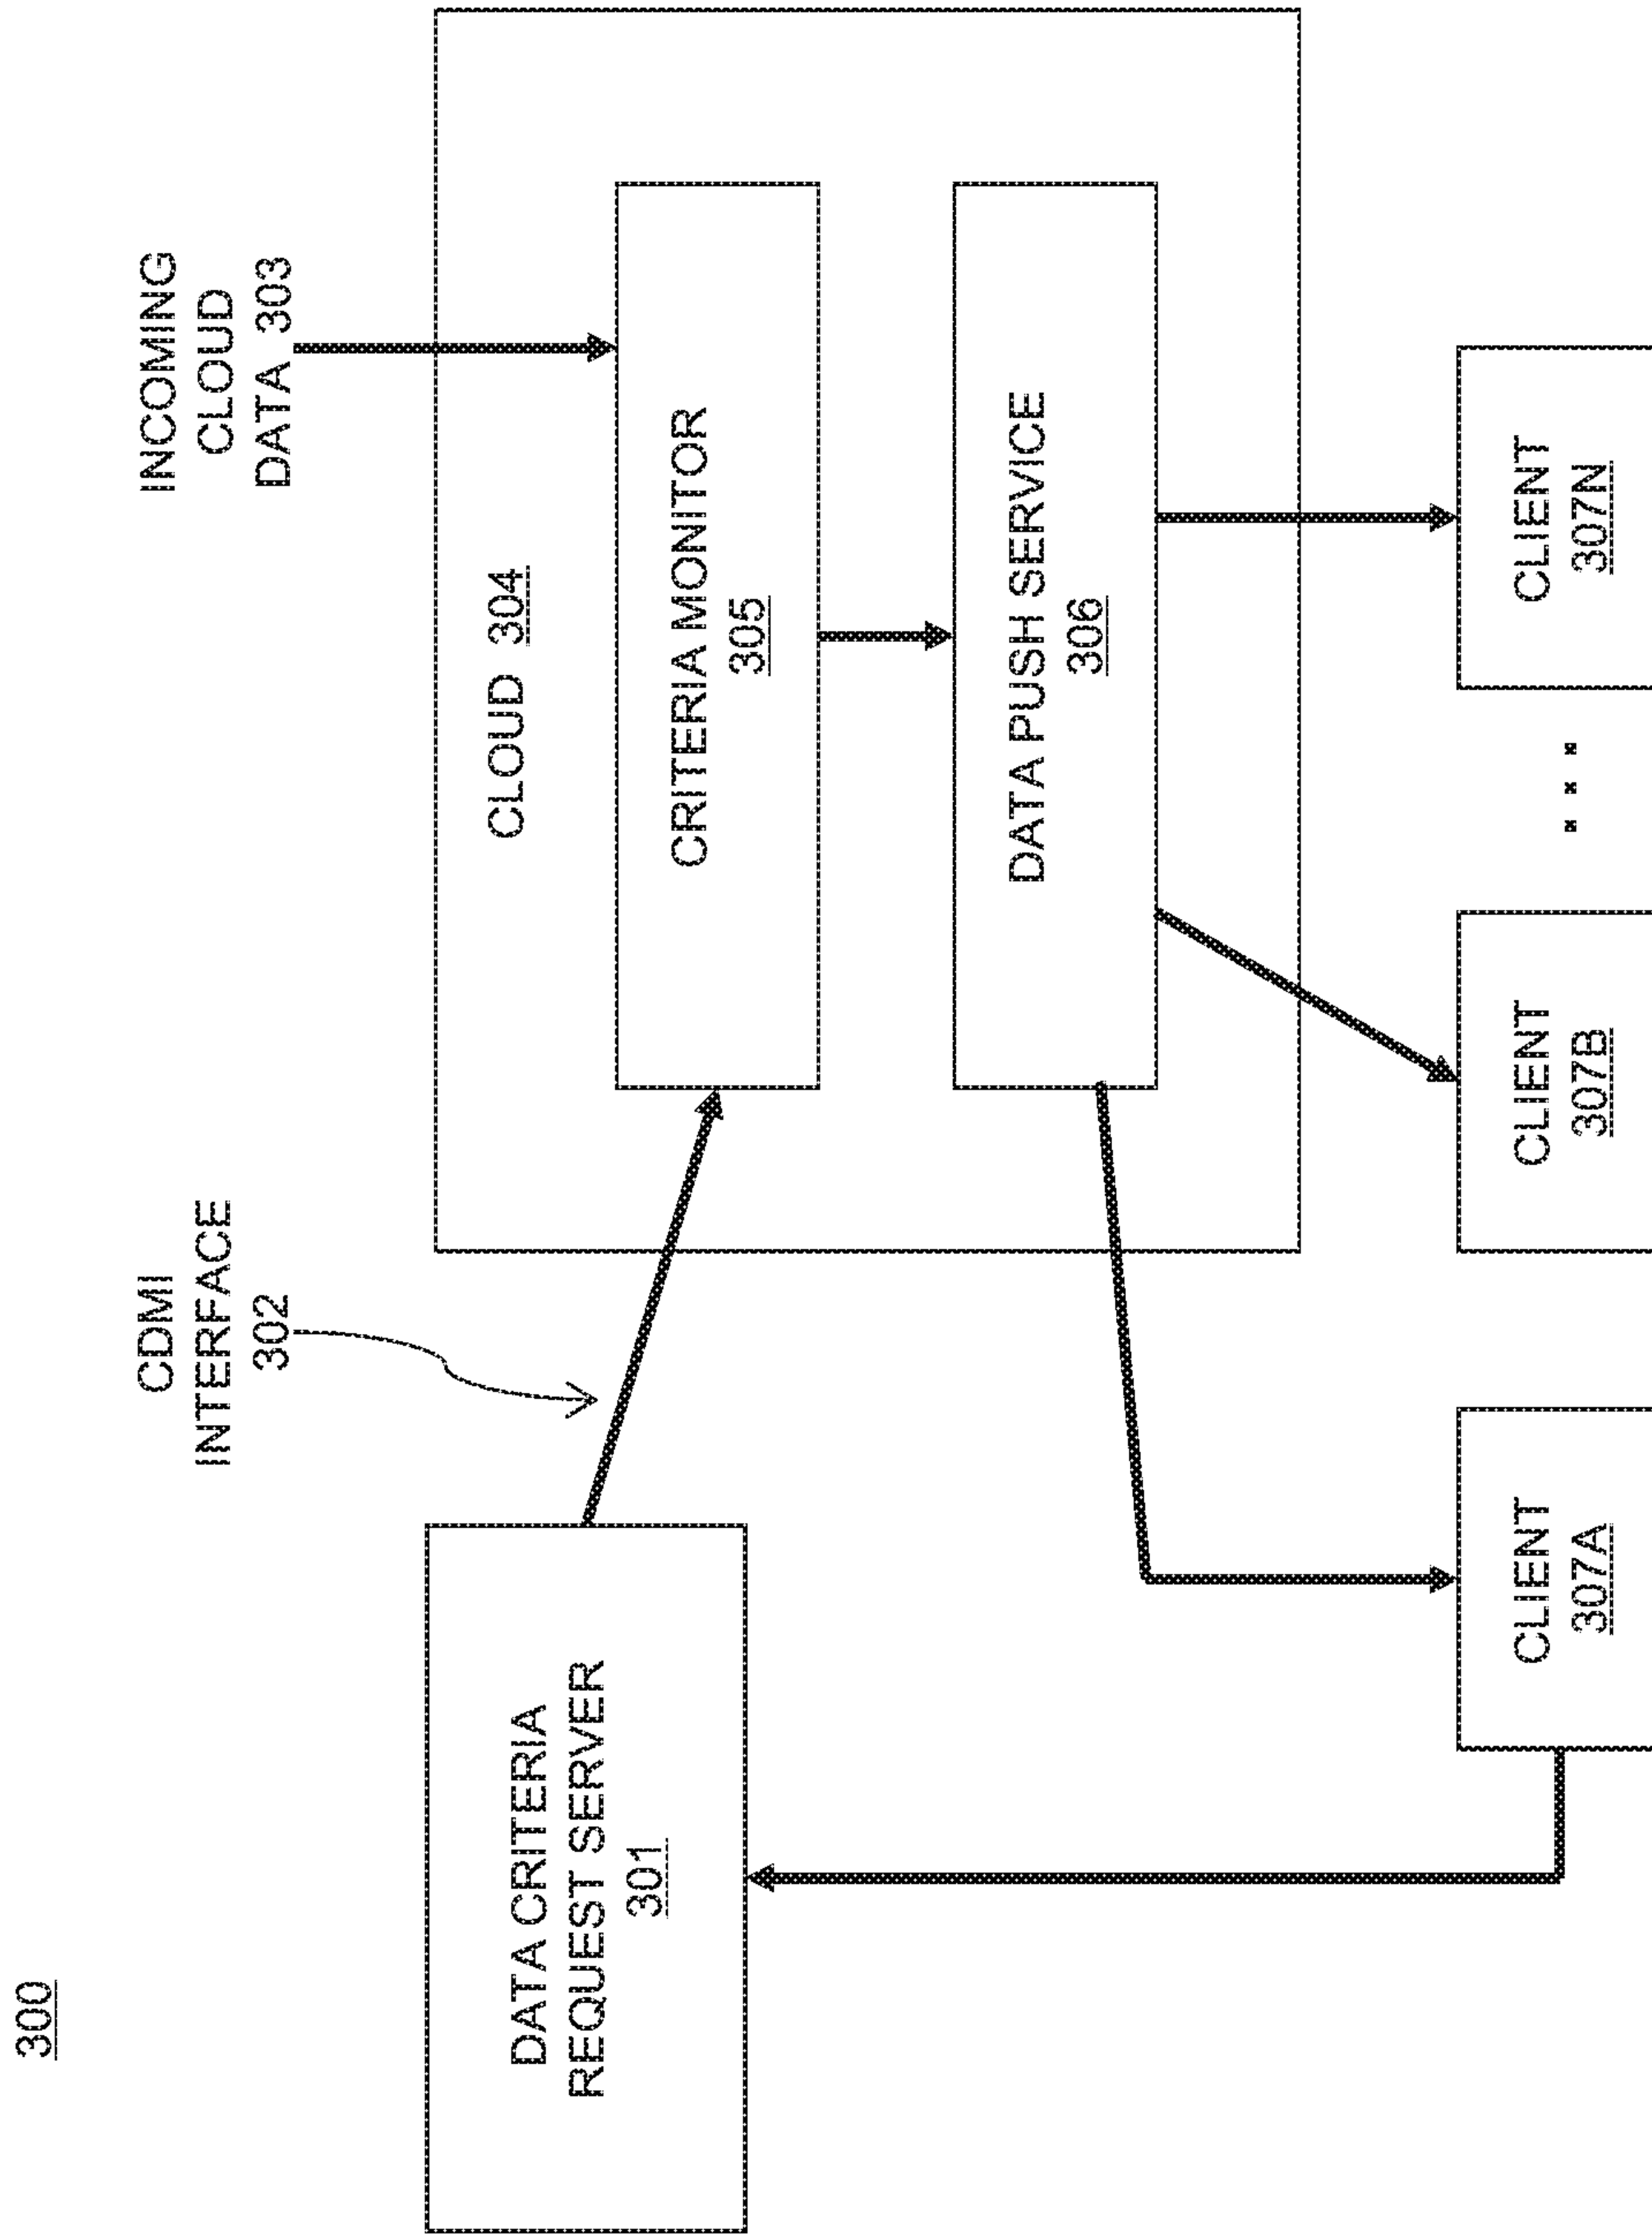 300
CDMI
INTERFACE
302
INCOMING
CLOUD
DATA 303
DATA CRITERIA
REQUEST SERVER
301
CLOUD 304
CRITERIA MONITOR
305
DATA PUSH SERVICE
306
CLIENT
307A
CLIENT
307B
. . .
CLIENT
307N